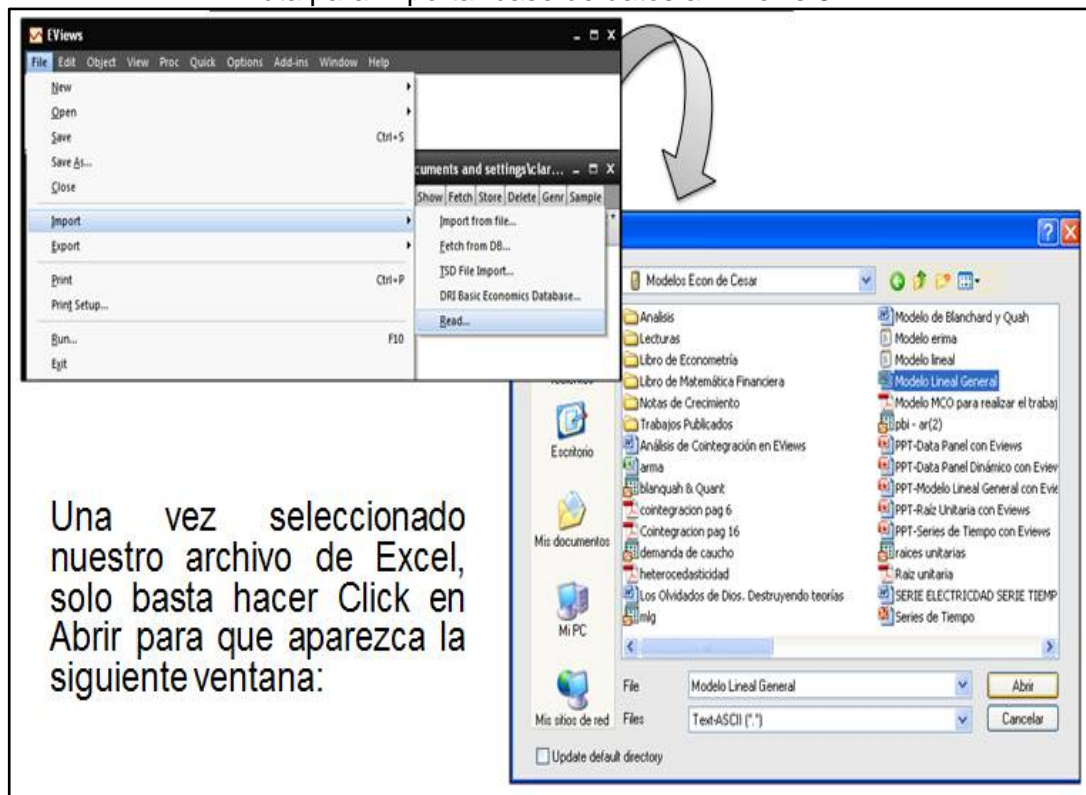 EViews
File Edit Object View Proc Quick Options Add-ins Window Help
New
Open
Save Ctrl+S
Save As...
Close
Import
Export
Print Ctrl+P
Print Setup...
Run... F10
Exit
cuments and settings\clar...
Show Fetch Store Delete Genr Sample
Import from file...
Fetch from DB...
TSD File Import...
DRI Basic Economics Database...
Read...
Modelos Econ de Cesar
Analisis
Lecturas
Libro de Econometría
Libro de Matemática Financiera
Notas de Crecimiento
Trabajos Publicados
Análisis de Cointegración en EViews
arma
blanquah & Quant
cointegracion pag 6
Cointegracion pag 16
demanda de caucho
heterocedasticidad
Los Olvidados de Dios. Destruyendo teorías
mlg
Modelo de Blanchard y Quah
Modelo erima
Modelo lineal
Modelo Lineal General
Modelo MCO para realizar el trabaj
pbi - ar(2)
PPT-Data Panel con Eviews
PPT-Data Panel Dinámico con Eview
PPT-Modelo Lineal General con Evie
PPT-Raíz Unitaria con Eviews
PPT-Series de Tiempo con Eviews
raices unitarias
Raiz unitaria
SERIE ELECTRICDAD SERIE TIEMP
Series de Tiempo
Escritorio
Mis documentos
Mi PC
Mis sitios de red
File Modelo Lineal General Abrir
Files Text-ASCII (*.*) Cancelar
Update default directory
Una vez seleccionado
nuestro archivo de Excel,
solo basta hacer Click en
Abrir para que aparezca la
siguiente ventana: